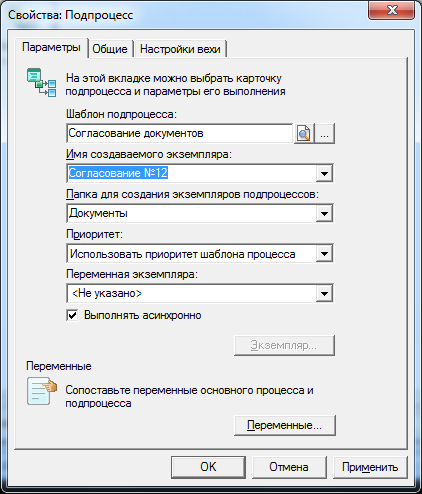 Свойства: Подпроцесс
Параметры Общие Настройки вехи
На этой вкладке можно выбрать карточку
подпроцесса и параметры его выполнения
Шаблон подпроцесса:
Согласование документов ...
Имя создаваемого экземпляра:
Согласование №12
Папка для создания экземпляров подпроцессов:
Документы
Приоритет:
Использовать приоритет шаблона процесса
Переменная экземпляра:
<Не указано>
Выполнять асинхронно
Экземпляр...
Переменные
Сопоставьте переменные основного процесса и
подпроцесса
Переменные...
OK Отмена Применить